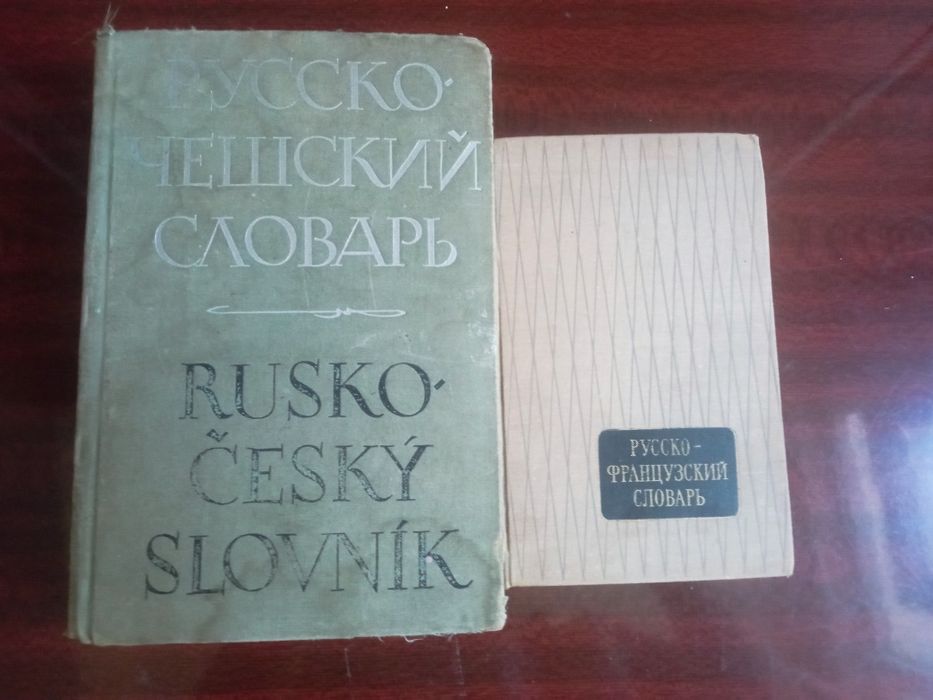 РУССКО-
ЧЕШСКИЙ
СЛОВАРЬ
RUSKO-
ČESKÝ
SLOVNÍK
РУССКО-
ФРАНЦУЗСКИЙ
СЛОВАРЬ